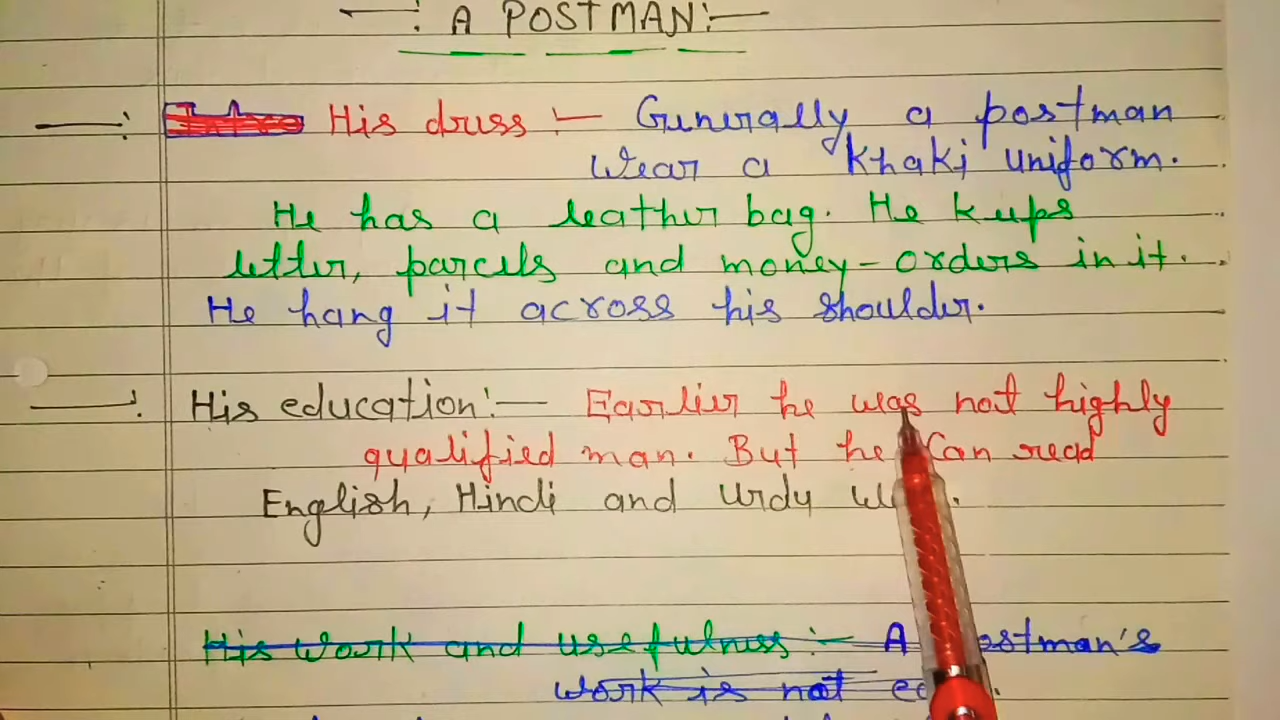 —: A POSTMAN:—
—: His dress :— Generally a postman
wear a khaki uniform.
He has a leather bag. He keeps
letter, parcels and money-orders in it.
He hang it across his shoulder.
—: His education:— Earlier he was not highly
qualified man. But he can read
English, Hindi and Urdu
His work and usefulness :— A postman's
work is not